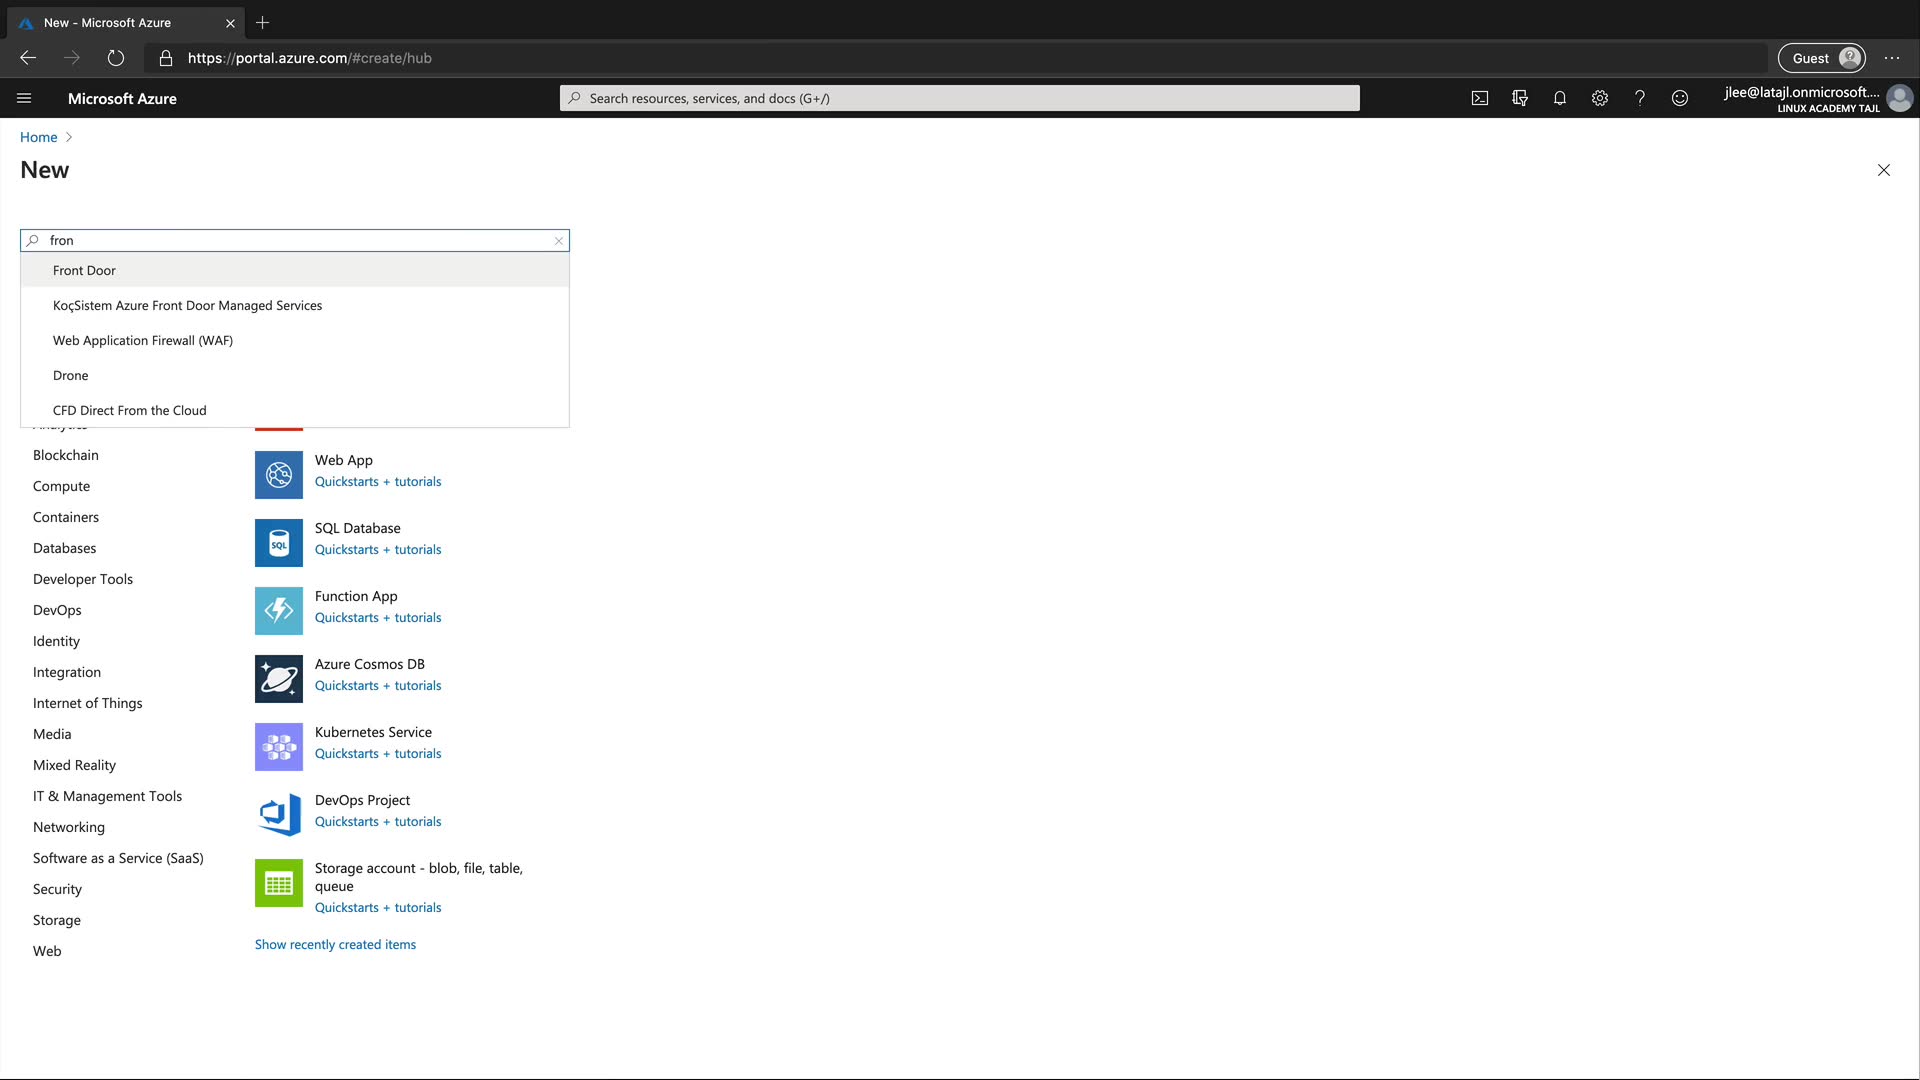 New - Microsoft Azure
https://portal.azure.com/#create/hub
Guest
Microsoft Azure
Search resources, services, and docs (G+/)
jlee@latajl.onmicrosoft....
LINUX ACADEMY TAJL
Home
New
fron
Front Door
KoçSistem Azure Front Door Managed Services
Web Application Firewall (WAF)
Drone
CFD Direct From the Cloud
Analytics
Blockchain
Compute
Containers
Databases
Developer Tools
DevOps
Identity
Integration
Internet of Things
Media
Mixed Reality
IT & Management Tools
Networking
Software as a Service (SaaS)
Security
Storage
Web
Web App
Quickstarts + tutorials
SQL
SQL Database
Quickstarts + tutorials
Function App
Quickstarts + tutorials
Azure Cosmos DB
Quickstarts + tutorials
Kubernetes Service
Quickstarts + tutorials
DevOps Project
Quickstarts + tutorials
Storage account - blob, file, table,
queue
Quickstarts + tutorials
Show recently created items